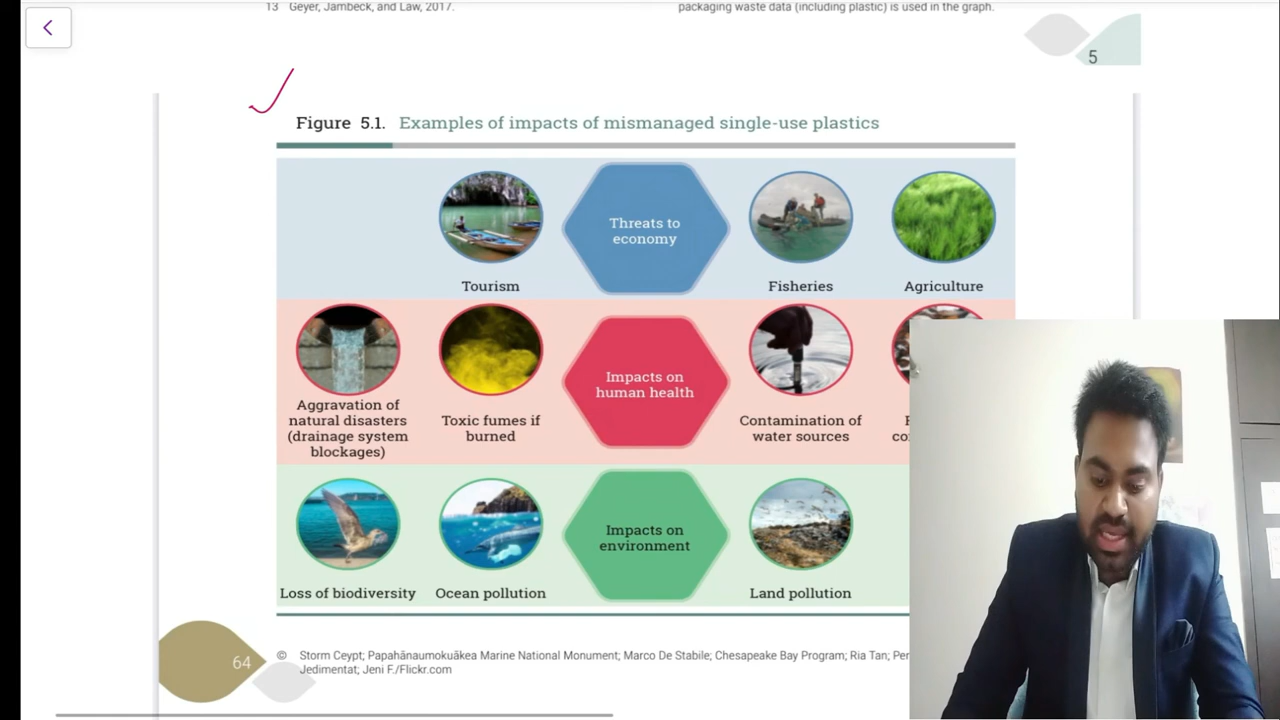 13 Geyer, Jambeck, and Law, 2017.
packaging waste data (including plastic) is used in the graph.
5
Figure 5.1. Examples of impacts of mismanaged single-use plastics
Threats to
economy
Tourism
Fisheries
Agriculture
Impacts on
human health
Aggravation of
natural disasters
(drainage system
blockages)
Toxic fumes if
burned
Contamination of
water sources
Impacts on
environment
Loss of biodiversity
Ocean pollution
Land pollution
64
© Storm Ceypt; Papahānaumokuākea Marine National Monument; Marco De Stabile; Chesapeake Bay Program; Ria Tan;
Jedimentat; Jeni F./Flickr.com